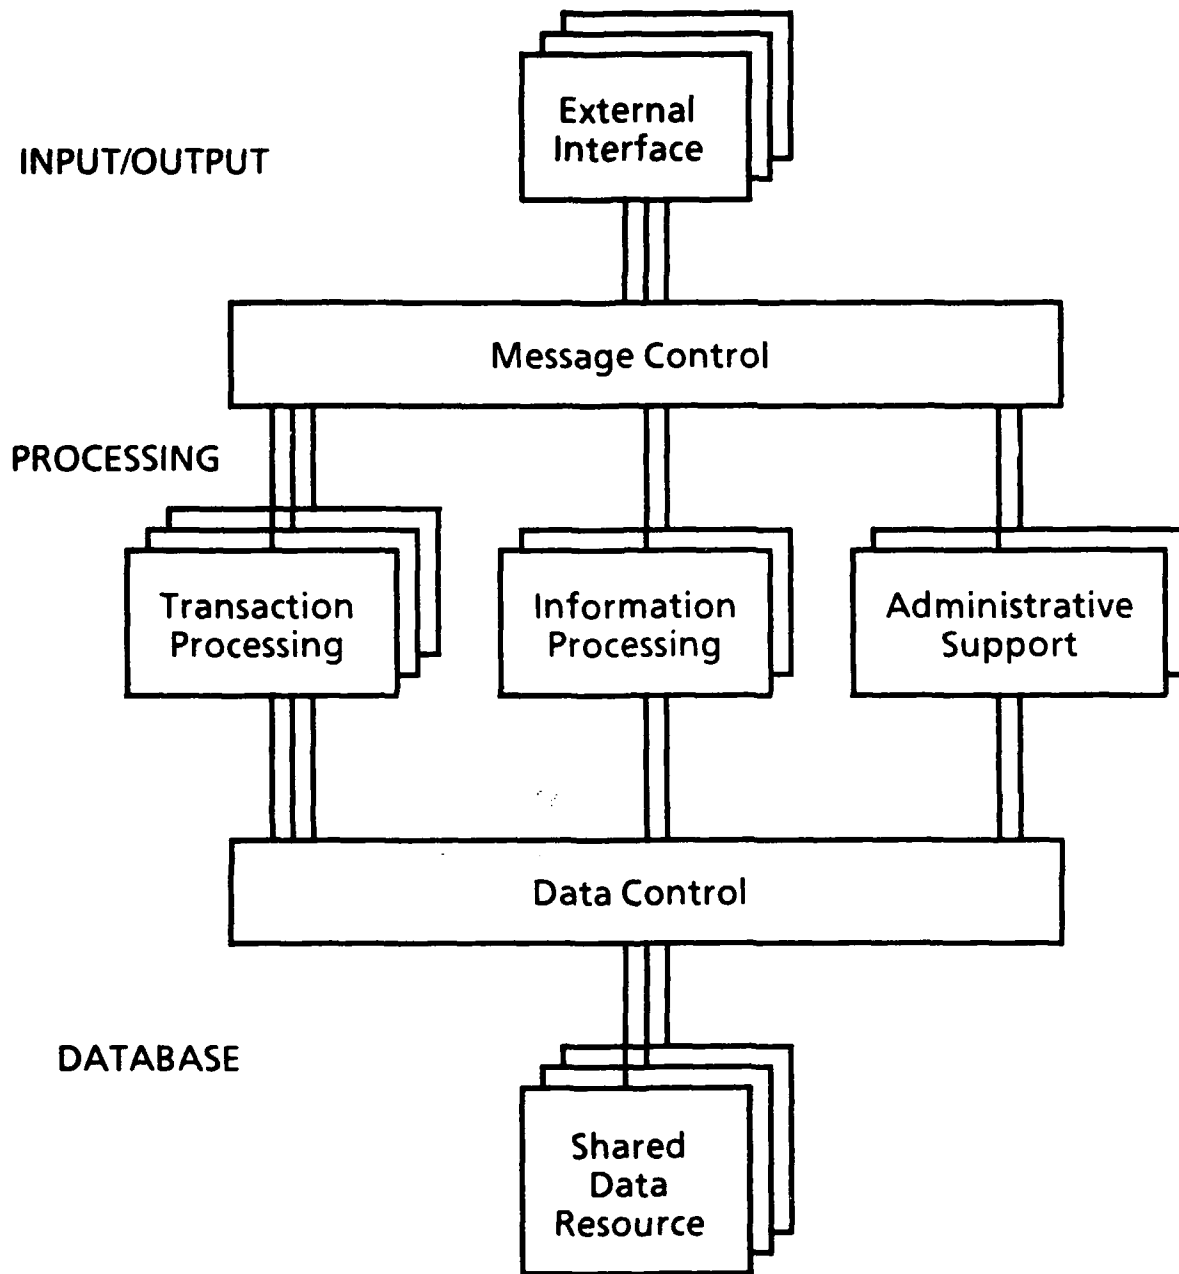 External
Interface
INPUT/OUTPUT
Message Control
PROCESSING
Transaction
Processing
Information
Processing
Administrative
Support
Data Control
DATABASE
Shared
Data
Resource